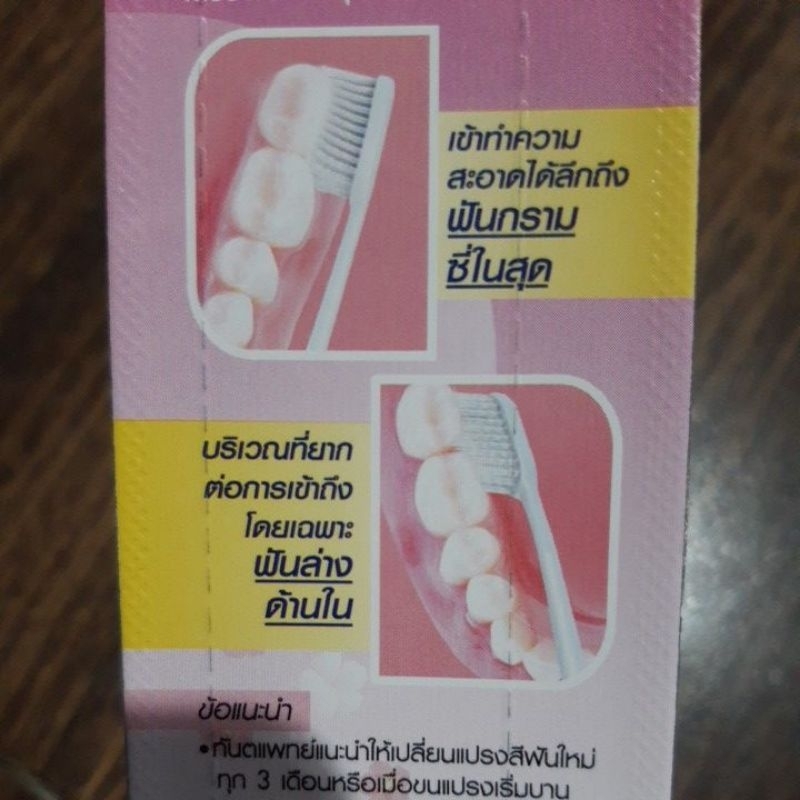 เข้าทำความ
สะอาดได้ลึกถึง
ฟันกราม
ซี่ในสุด
บริเวณที่ยาก
ต่อการเข้าถึง
โดยเฉพาะ
ฟันล่าง
ด้านใน
ข้อแนะนำ
•ทันตแพทย์แนะนำให้เปลี่ยนแปรงสีฟันใหม่
ทุก 3 เดือนหรือเมื่อขนแปรงเริ่มบาน